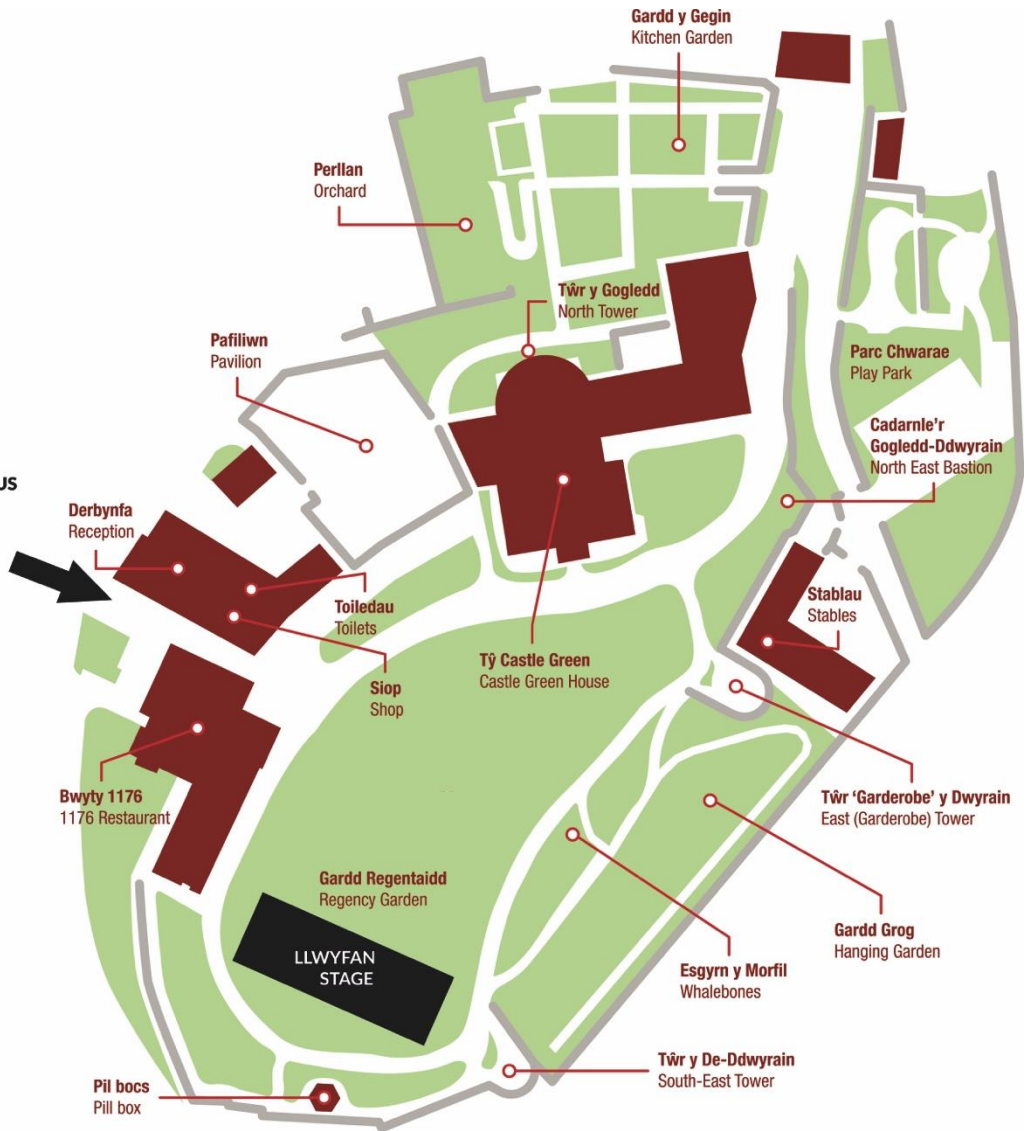 Gardd y Gegin
Kitchen Garden
Perllan
Orchard
Tŵr y Gogledd
North Tower
Pafiliwn
Pavilion
Parc Chwarae
Play Park
Cadarnle'r
Gogledd-Ddwyrain
North East Bastion
US
Derbynfa
Reception
Toiledau
Toilets
Stablau
Stables
Tŷ Castle Green
Castle Green House
Siop
Shop
Bwyty 1176
1176 Restaurant
Tŵr ‘Garderobe’ y Dwyrain
East (Garderobe) Tower
Gardd Regentaidd
Regency Garden
Gardd Grog
Hanging Garden
LLWYFAN
STAGE
Esgyrn y Morfil
Whalebones
Tŵr y De-Ddwyrain
South-East Tower
Pil bocs
Pill box